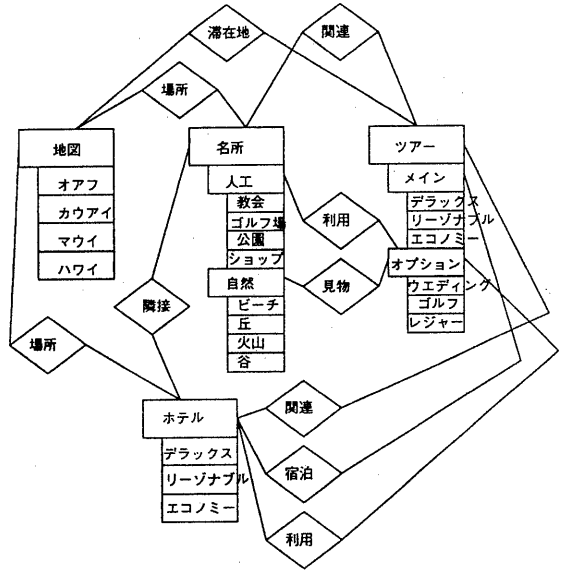 滞在地
関連
場所
地図
オアフ
カウアイ
マウイ
ハワイ
名所
人工
教会
ゴルフ場
公園
ショップ
自然
ビーチ
丘
火山
谷
ツアー
メイン
デラックス
リーゾナブル
エコノミー
オプション
ウエディング
ゴルフ
レジャー
利用
見物
隣接
場所
ホテル
デラックス
リーゾナブル
エコノミー
関連
宿泊
利用